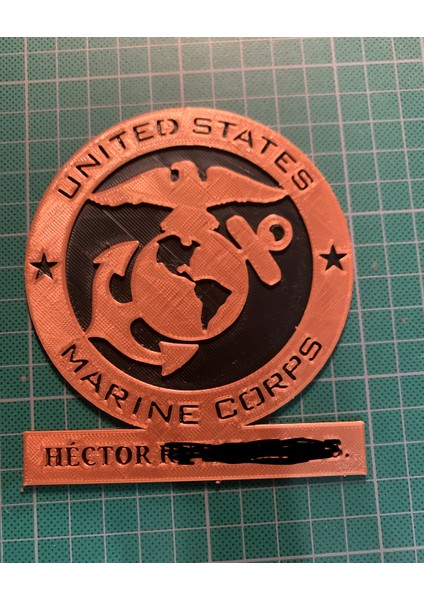 UNITED STATES
MARINE CORPS
HÉCTOR